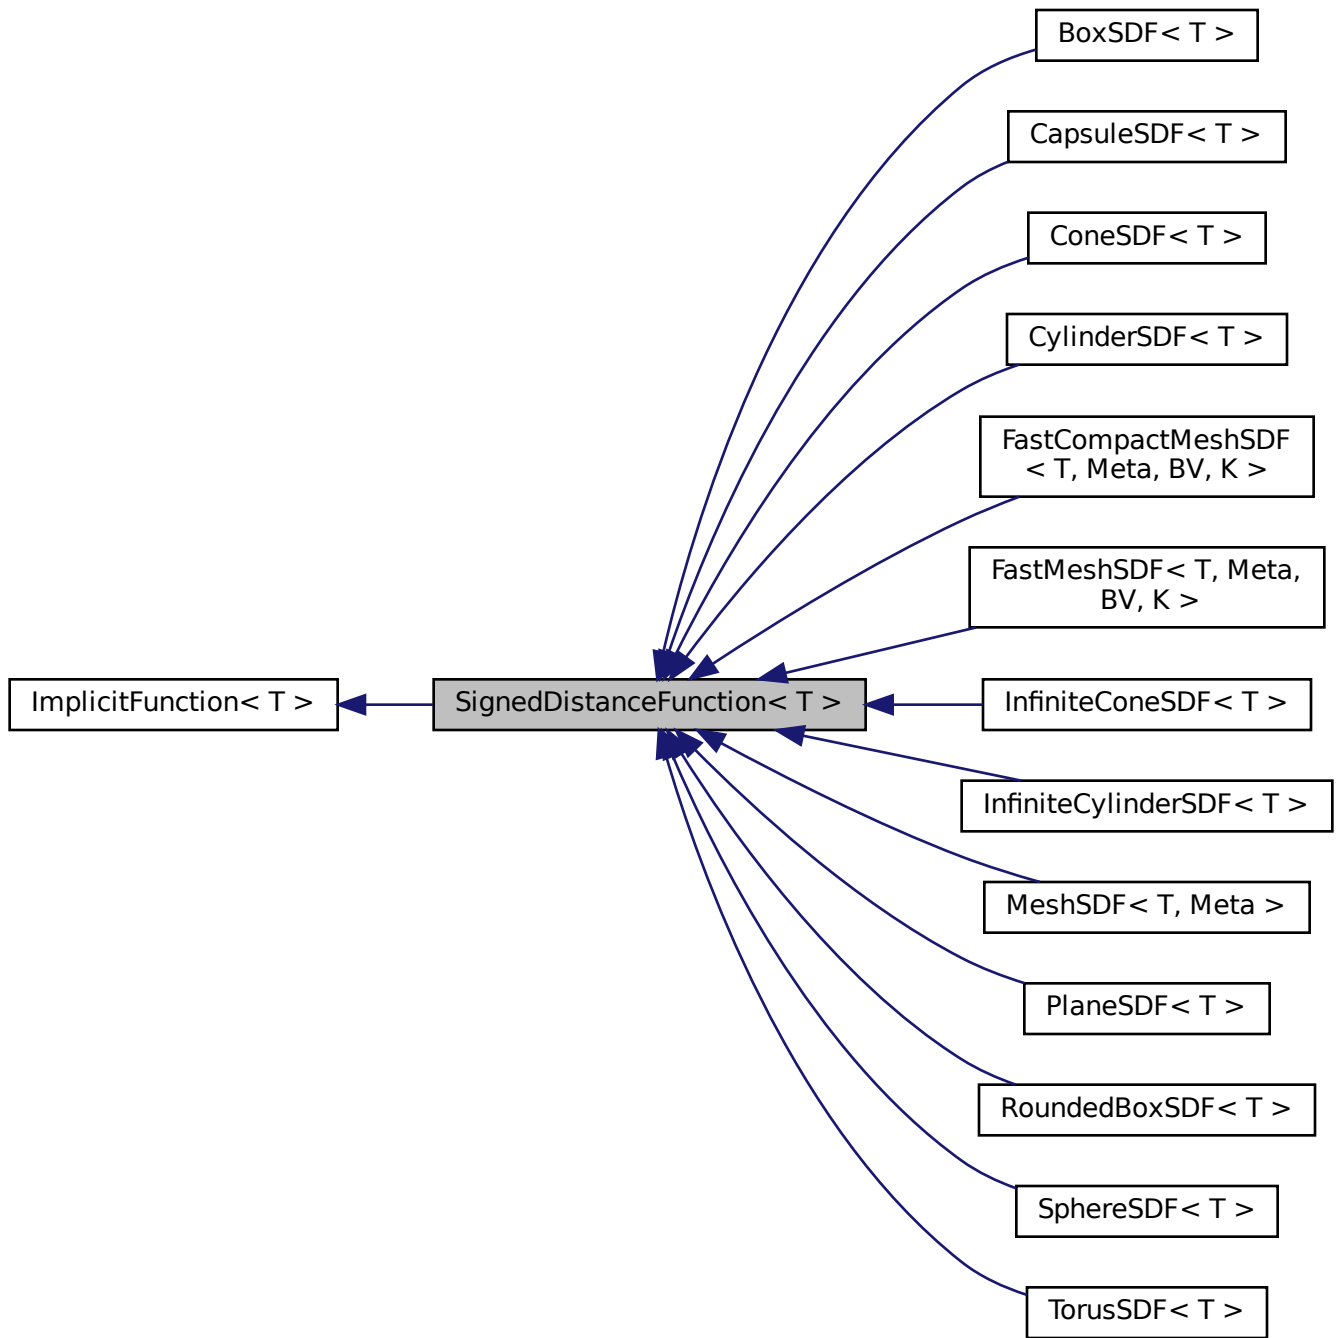 BoxSDF< T >
CapsuleSDF< T >
ConeSDF< T >
CylinderSDF< T >
FastCompactMeshSDF
< T, Meta, BV, K >
FastMeshSDF< T, Meta,
BV, K >
ImplicitFunction< T >
SignedDistanceFunction< T >
InfiniteConeSDF< T >
InfiniteCylinderSDF< T >
MeshSDF< T, Meta >
PlaneSDF< T >
RoundedBoxSDF< T >
SphereSDF< T >
TorusSDF< T >